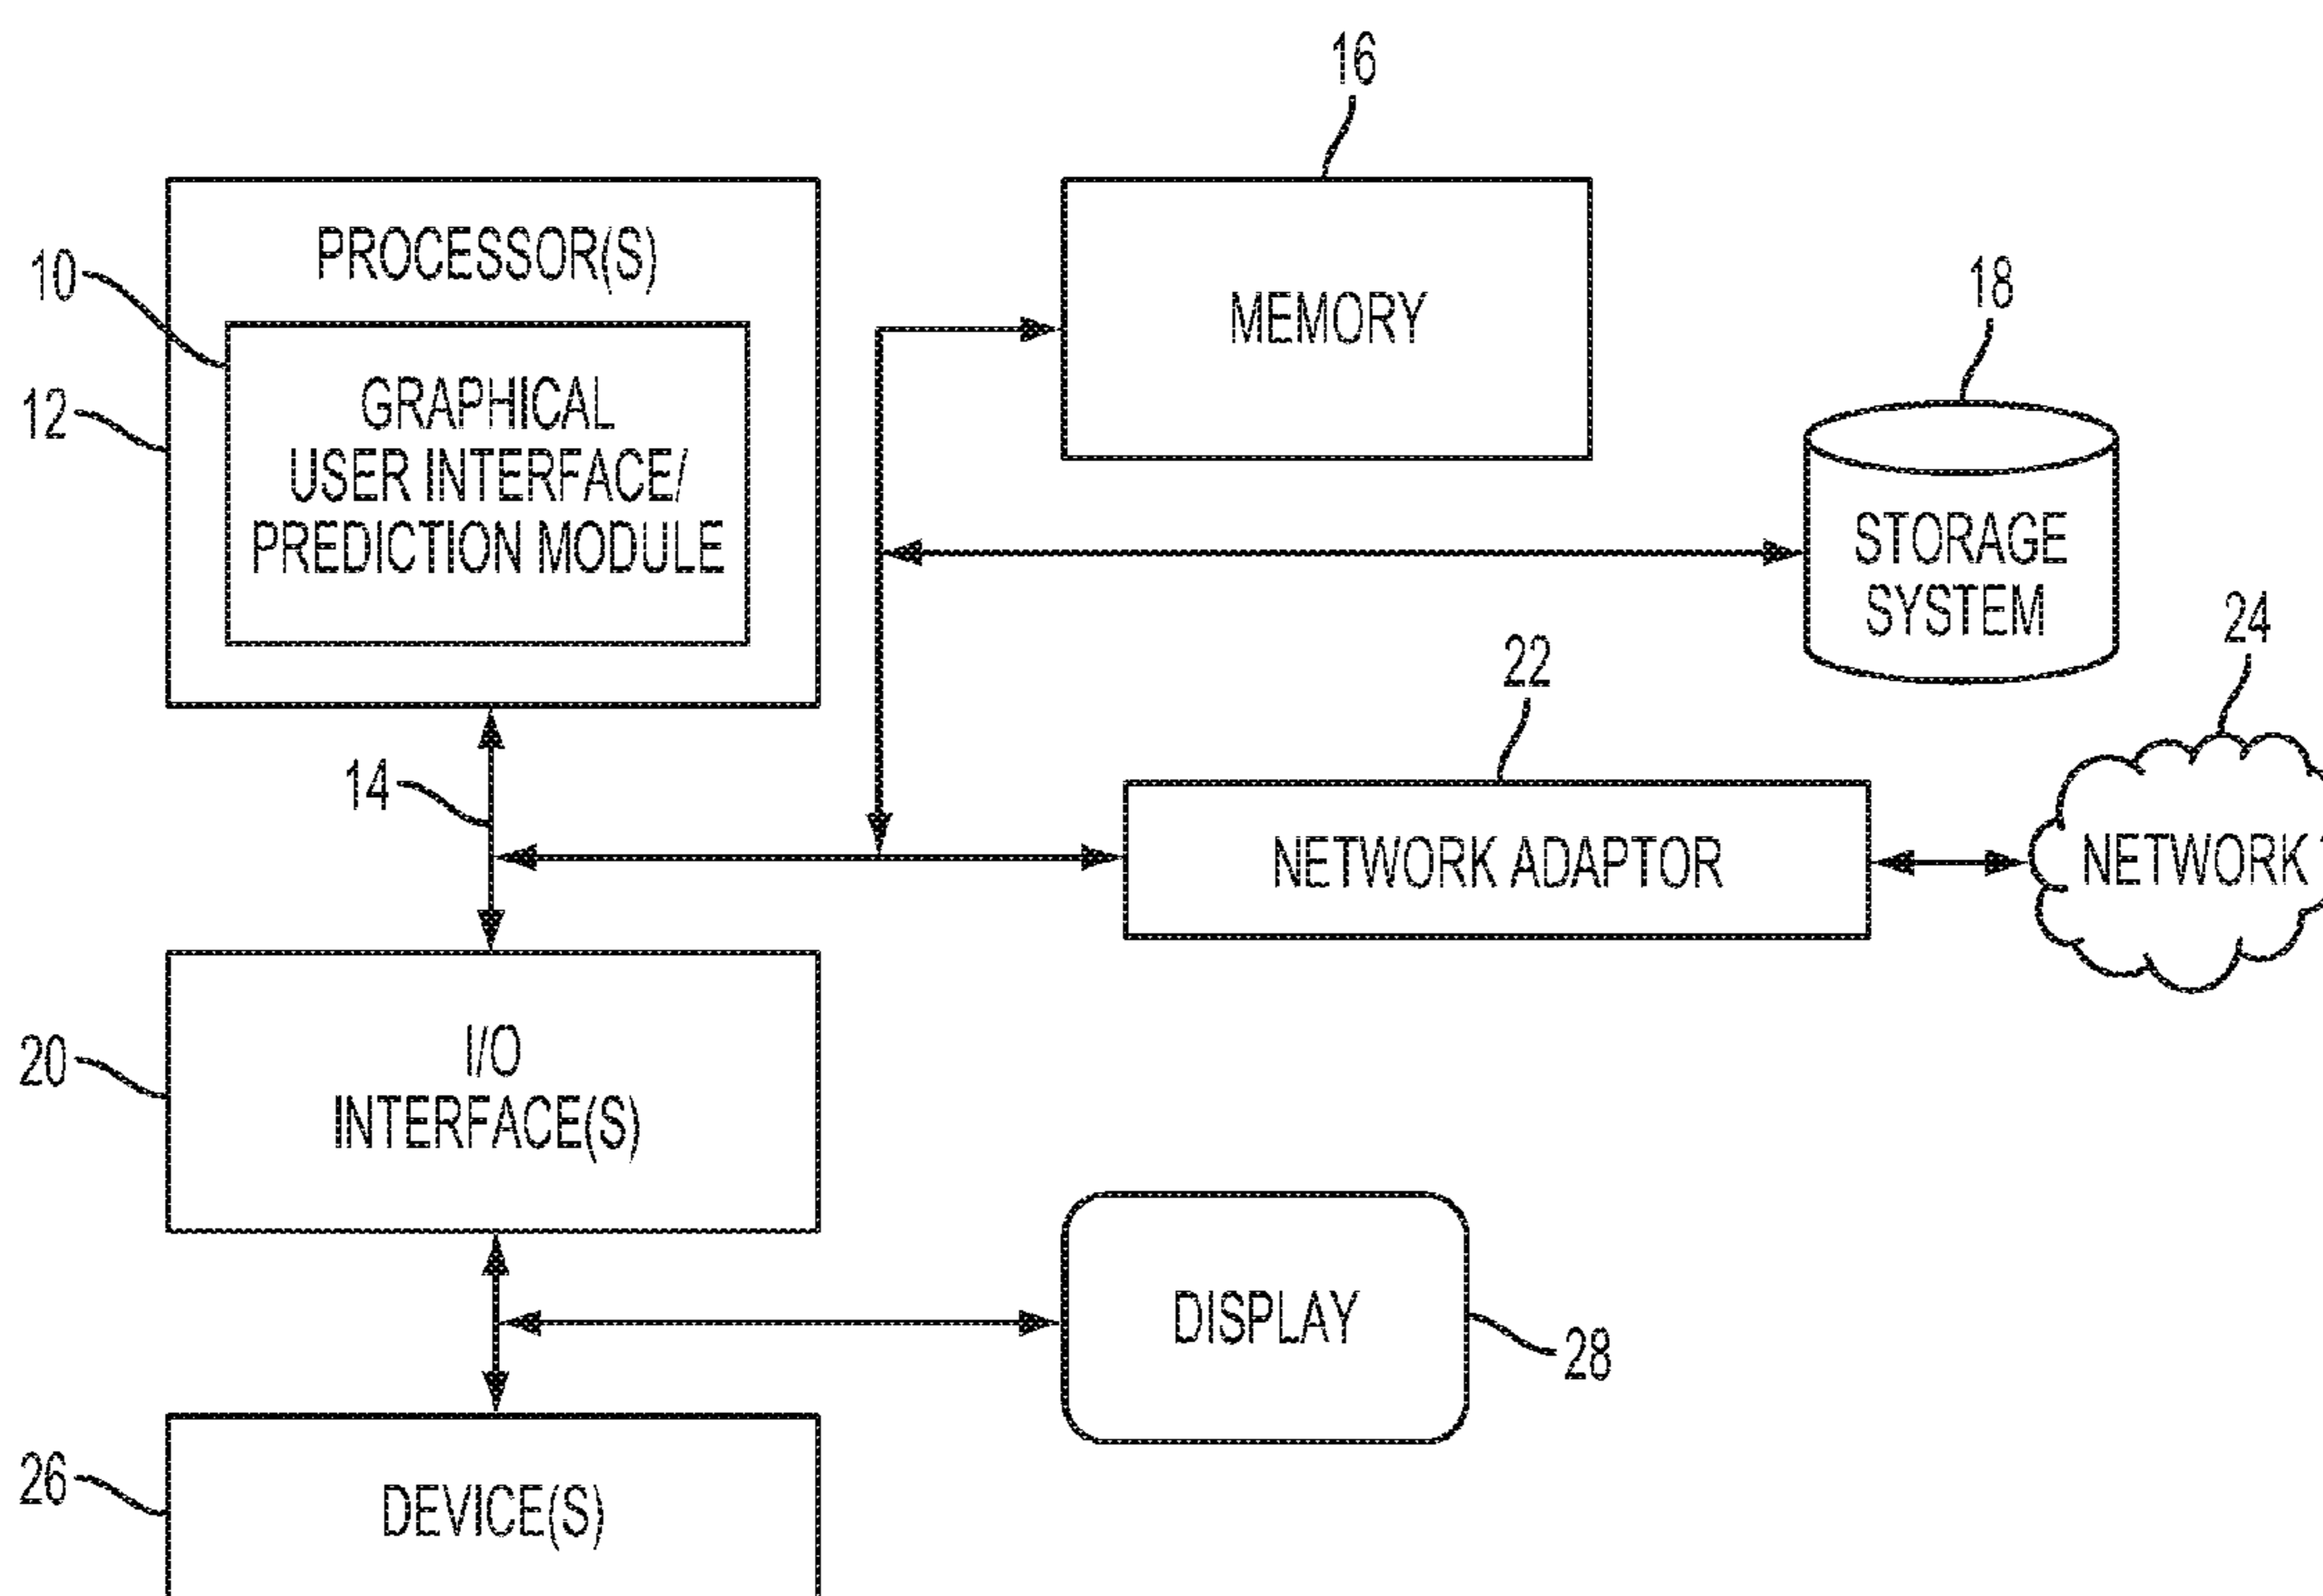 16
PROCESSOR(S)
10
MEMORY
18
GRAPHICAL
USER INTERFACE/
PREDICTION MODULE
12
STORAGE
SYSTEM
24
22
14
NETWORK ADAPTOR
NETWORK
I/O
INTERFACE(S)
20
DISPLAY
28
26
DEVICE(S)